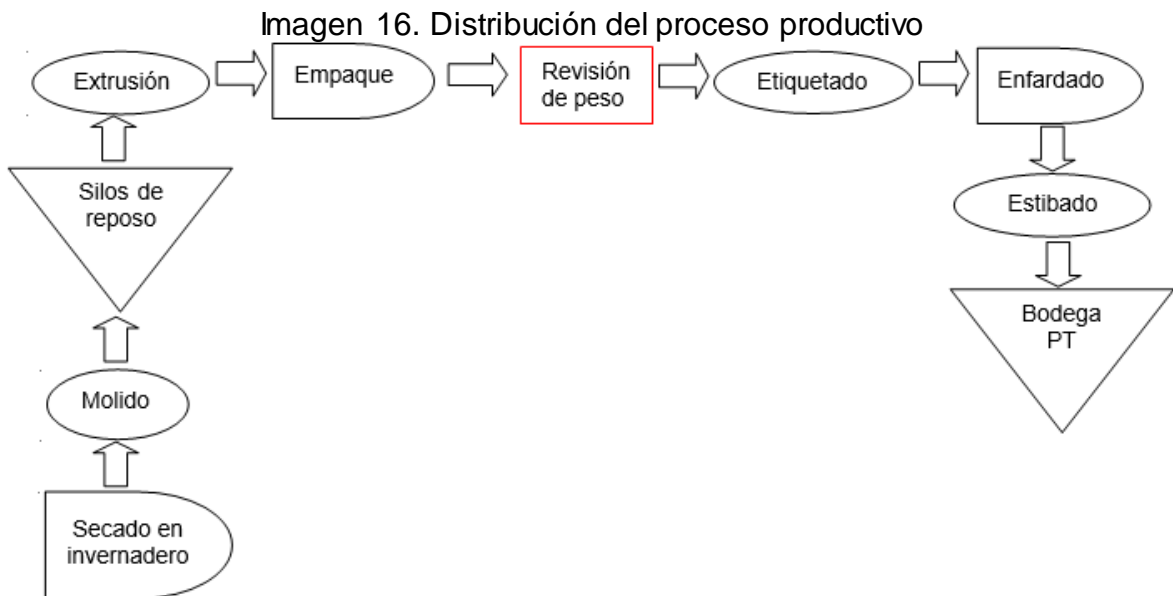 Imagen 16. Distribución del proceso productivo
Extrusión
Empaque
Revisión
de peso
Etiquetado
Enfardado
Silos de
reposo
Estibado
Bodega
PT
Molido
Secado en
invernadero